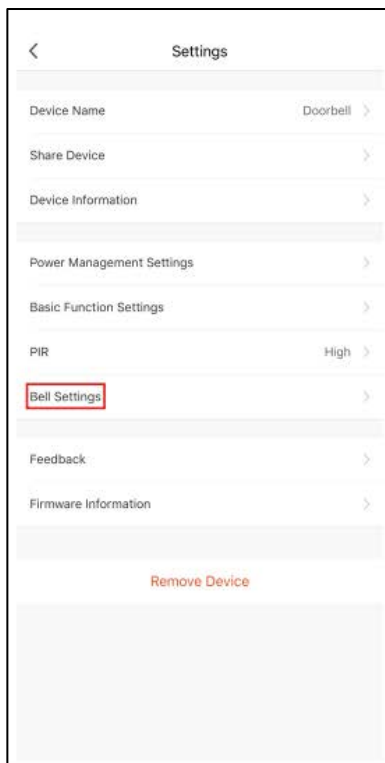 Settings
Device Name Doorbell
Share Device
Device Information
Power Management Settings
Basic Function Settings
PIR High
Bell Settings
Feedback
Firmware Information
Remove Device